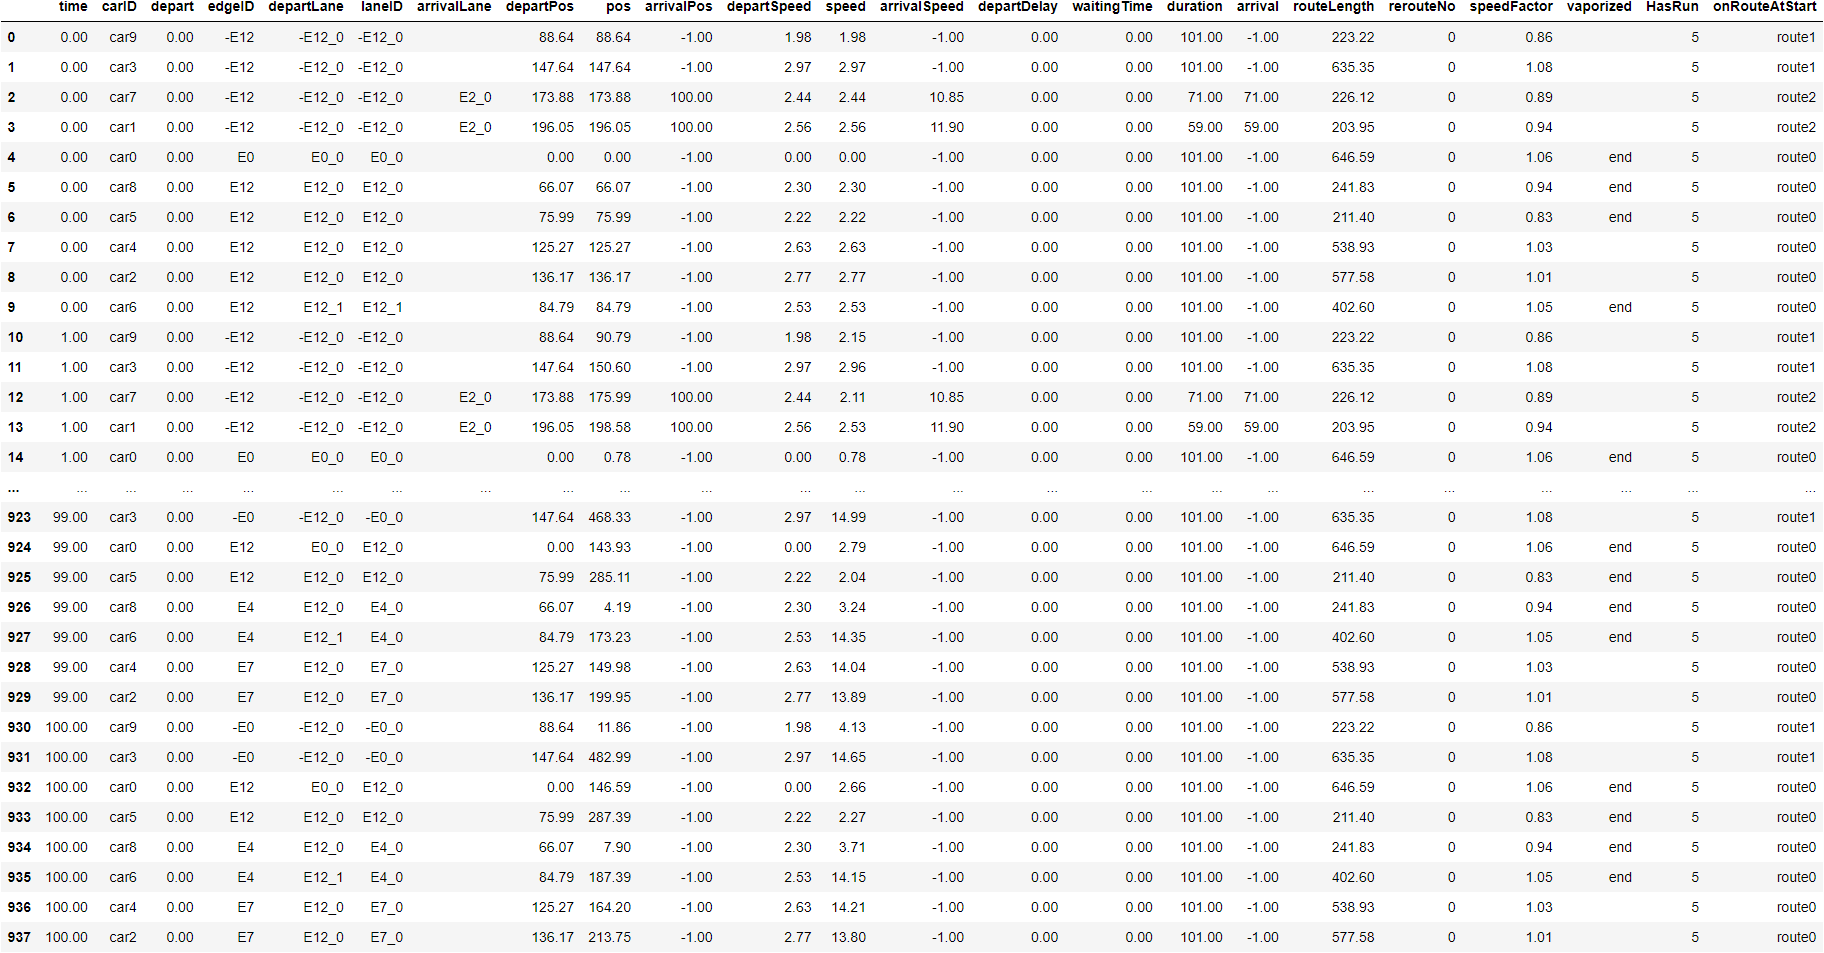 time carID depart edgeID departLane laneID arrivalLane departPos pos arrivalPos departSpeed speed arrivalSpeed departDelay waitingTime duration arrival routeLength rerouteNo speedFactor vaporized HasRun onRouteAtStart
0 0.00 car9 0.00 -E12 -E12_0 -E12_0 88.64 88.64 -1.00 1.98 1.98 -1.00 0.00 0.00 101.00 -1.00 223.22 0 0.86 5 route1
1 0.00 car3 0.00 -E12 -E12_0 -E12_0 147.64 147.64 -1.00 2.97 2.97 -1.00 0.00 0.00 101.00 -1.00 635.35 0 1.08 5 route1
2 0.00 car7 0.00 -E12 -E12_0 -E12_0 E2_0 173.88 173.88 100.00 2.44 2.44 10.85 0.00 0.00 71.00 71.00 226.12 0 0.89 5 route2
3 0.00 car1 0.00 -E12 -E12_0 -E12_0 E2_0 196.05 196.05 100.00 2.56 2.56 11.90 0.00 0.00 59.00 59.00 203.95 0 0.94 5 route2
4 0.00 car0 0.00 E0 E0_0 E0_0 0.00 0.00 -1.00 0.00 0.00 -1.00 0.00 0.00 101.00 -1.00 646.59 0 1.06 end 5 route0
5 0.00 car8 0.00 E12 E12_0 E12_0 66.07 66.07 -1.00 2.30 2.30 -1.00 0.00 0.00 101.00 -1.00 241.83 0 0.94 end 5 route0
6 0.00 car5 0.00 E12 E12_0 E12_0 75.99 75.99 -1.00 2.22 2.22 -1.00 0.00 0.00 101.00 -1.00 211.40 0 0.83 end 5 route0
7 0.00 car4 0.00 E12 E12_0 E12_0 125.27 125.27 -1.00 2.63 2.63 -1.00 0.00 0.00 101.00 -1.00 538.93 0 1.03 5 route0
8 0.00 car2 0.00 E12 E12_0 E12_0 136.17 136.17 -1.00 2.77 2.77 -1.00 0.00 0.00 101.00 -1.00 577.58 0 1.01 5 route0
9 0.00 car6 0.00 E12 E12_1 E12_1 84.79 84.79 -1.00 2.53 2.53 -1.00 0.00 0.00 101.00 -1.00 402.60 0 1.05 end 5 route0
10 1.00 car9 0.00 -E12 -E12_0 -E12_0 88.64 90.79 -1.00 1.98 2.15 -1.00 0.00 0.00 101.00 -1.00 223.22 0 0.86 5 route1
11 1.00 car3 0.00 -E12 -E12_0 -E12_0 147.64 150.60 -1.00 2.97 2.96 -1.00 0.00 0.00 101.00 -1.00 635.35 0 1.08 5 route1
12 1.00 car7 0.00 -E12 -E12_0 -E12_0 E2_0 173.88 175.99 100.00 2.44 2.11 10.85 0.00 0.00 71.00 71.00 226.12 0 0.89 5 route2
13 1.00 car1 0.00 -E12 -E12_0 -E12_0 E2_0 196.05 198.58 100.00 2.56 2.53 11.90 0.00 0.00 59.00 59.00 203.95 0 0.94 5 route2
14 1.00 car0 0.00 E0 E0_0 E0_0 0.00 0.78 -1.00 0.00 0.78 -1.00 0.00 0.00 101.00 -1.00 646.59 0 1.06 end 5 route0
... ... ... ... ... ... ... ... ... ... ... ... ... ... ... ... ... ... ... ... ... ... ... ...
923 99.00 car3 0.00 -E0 -E12_0 -E0_0 147.64 468.33 -1.00 2.97 14.99 -1.00 0.00 0.00 101.00 -1.00 635.35 0 1.08 5 route1
924 99.00 car0 0.00 E12 E0_0 E12_0 0.00 143.93 -1.00 0.00 2.79 -1.00 0.00 0.00 101.00 -1.00 646.59 0 1.06 end 5 route0
925 99.00 car5 0.00 E12 E12_0 E12_0 75.99 285.11 -1.00 2.22 2.04 -1.00 0.00 0.00 101.00 -1.00 211.40 0 0.83 end 5 route0
926 99.00 car8 0.00 E4 E12_0 E4_0 66.07 4.19 -1.00 2.30 3.24 -1.00 0.00 0.00 101.00 -1.00 241.83 0 0.94 end 5 route0
927 99.00 car6 0.00 E4 E12_1 E4_0 84.79 173.23 -1.00 2.53 14.35 -1.00 0.00 0.00 101.00 -1.00 402.60 0 1.05 end 5 route0
928 99.00 car4 0.00 E7 E12_0 E7_0 125.27 149.98 -1.00 2.63 14.04 -1.00 0.00 0.00 101.00 -1.00 538.93 0 1.03 5 route0
929 99.00 car2 0.00 E7 E12_0 E7_0 136.17 199.95 -1.00 2.77 13.89 -1.00 0.00 0.00 101.00 -1.00 577.58 0 1.01 5 route0
930 100.00 car9 0.00 -E0 -E12_0 -E0_0 88.64 11.86 -1.00 1.98 4.13 -1.00 0.00 0.00 101.00 -1.00 223.22 0 0.86 5 route1
931 100.00 car3 0.00 -E0 -E12_0 -E0_0 147.64 482.99 -1.00 2.97 14.65 -1.00 0.00 0.00 101.00 -1.00 635.35 0 1.08 5 route1
932 100.00 car0 0.00 E12 E0_0 E12_0 0.00 146.59 -1.00 0.00 2.66 -1.00 0.00 0.00 101.00 -1.00 646.59 0 1.06 end 5 route0
933 100.00 car5 0.00 E12 E12_0 E12_0 75.99 287.39 -1.00 2.22 2.27 -1.00 0.00 0.00 101.00 -1.00 211.40 0 0.83 end 5 route0
934 100.00 car8 0.00 E4 E12_0 E4_0 66.07 7.90 -1.00 2.30 3.71 -1.00 0.00 0.00 101.00 -1.00 241.83 0 0.94 end 5 route0
935 100.00 car6 0.00 E4 E12_1 E4_0 84.79 187.39 -1.00 2.53 14.15 -1.00 0.00 0.00 101.00 -1.00 402.60 0 1.05 end 5 route0
936 100.00 car4 0.00 E7 E12_0 E7_0 125.27 164.20 -1.00 2.63 14.21 -1.00 0.00 0.00 101.00 -1.00 538.93 0 1.03 5 route0
937 100.00 car2 0.00 E7 E12_0 E7_0 136.17 213.75 -1.00 2.77 13.80 -1.00 0.00 0.00 101.00 -1.00 577.58 0 1.01 5 route0